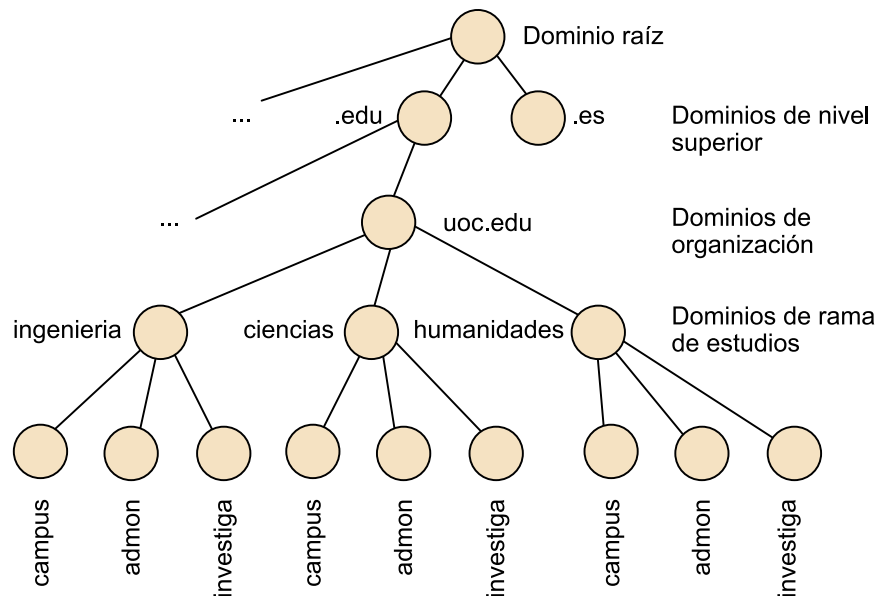 Dominio raíz
...
.edu
.es
Dominios de nivel
superior
...
uoc.edu
Dominios de
organización
ingenieria
ciencias
humanidades
Dominios de rama
de estudios
campus
admon
investiga
campus
admon
investiga
campus
admon
investiga